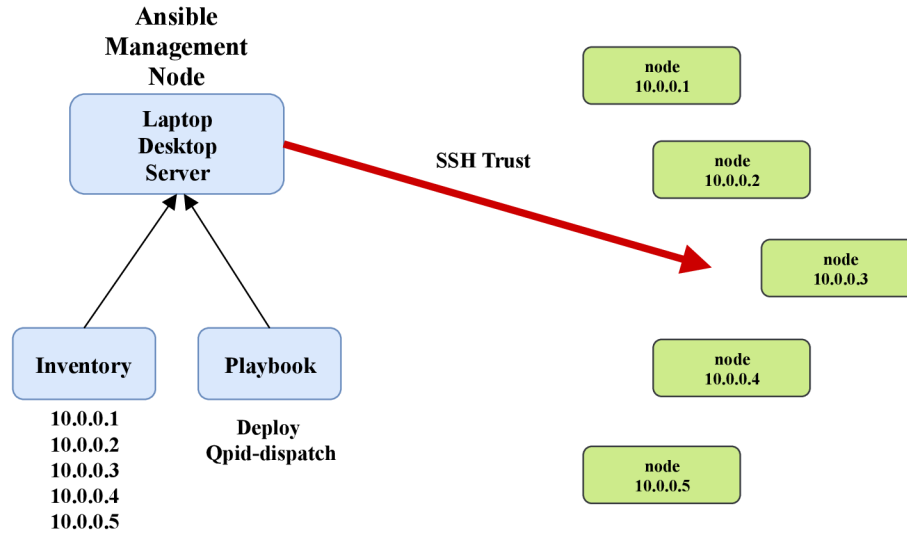 Ansible
Management
Node
Laptop
Desktop
Server
SSH Trust
Inventory
10.0.0.1
10.0.0.2
10.0.0.3
10.0.0.4
10.0.0.5
Playbook
Deploy
Qpid-dispatch
node
10.0.0.1
node
10.0.0.2
node
10.0.0.3
node
10.0.0.4
node
10.0.0.5